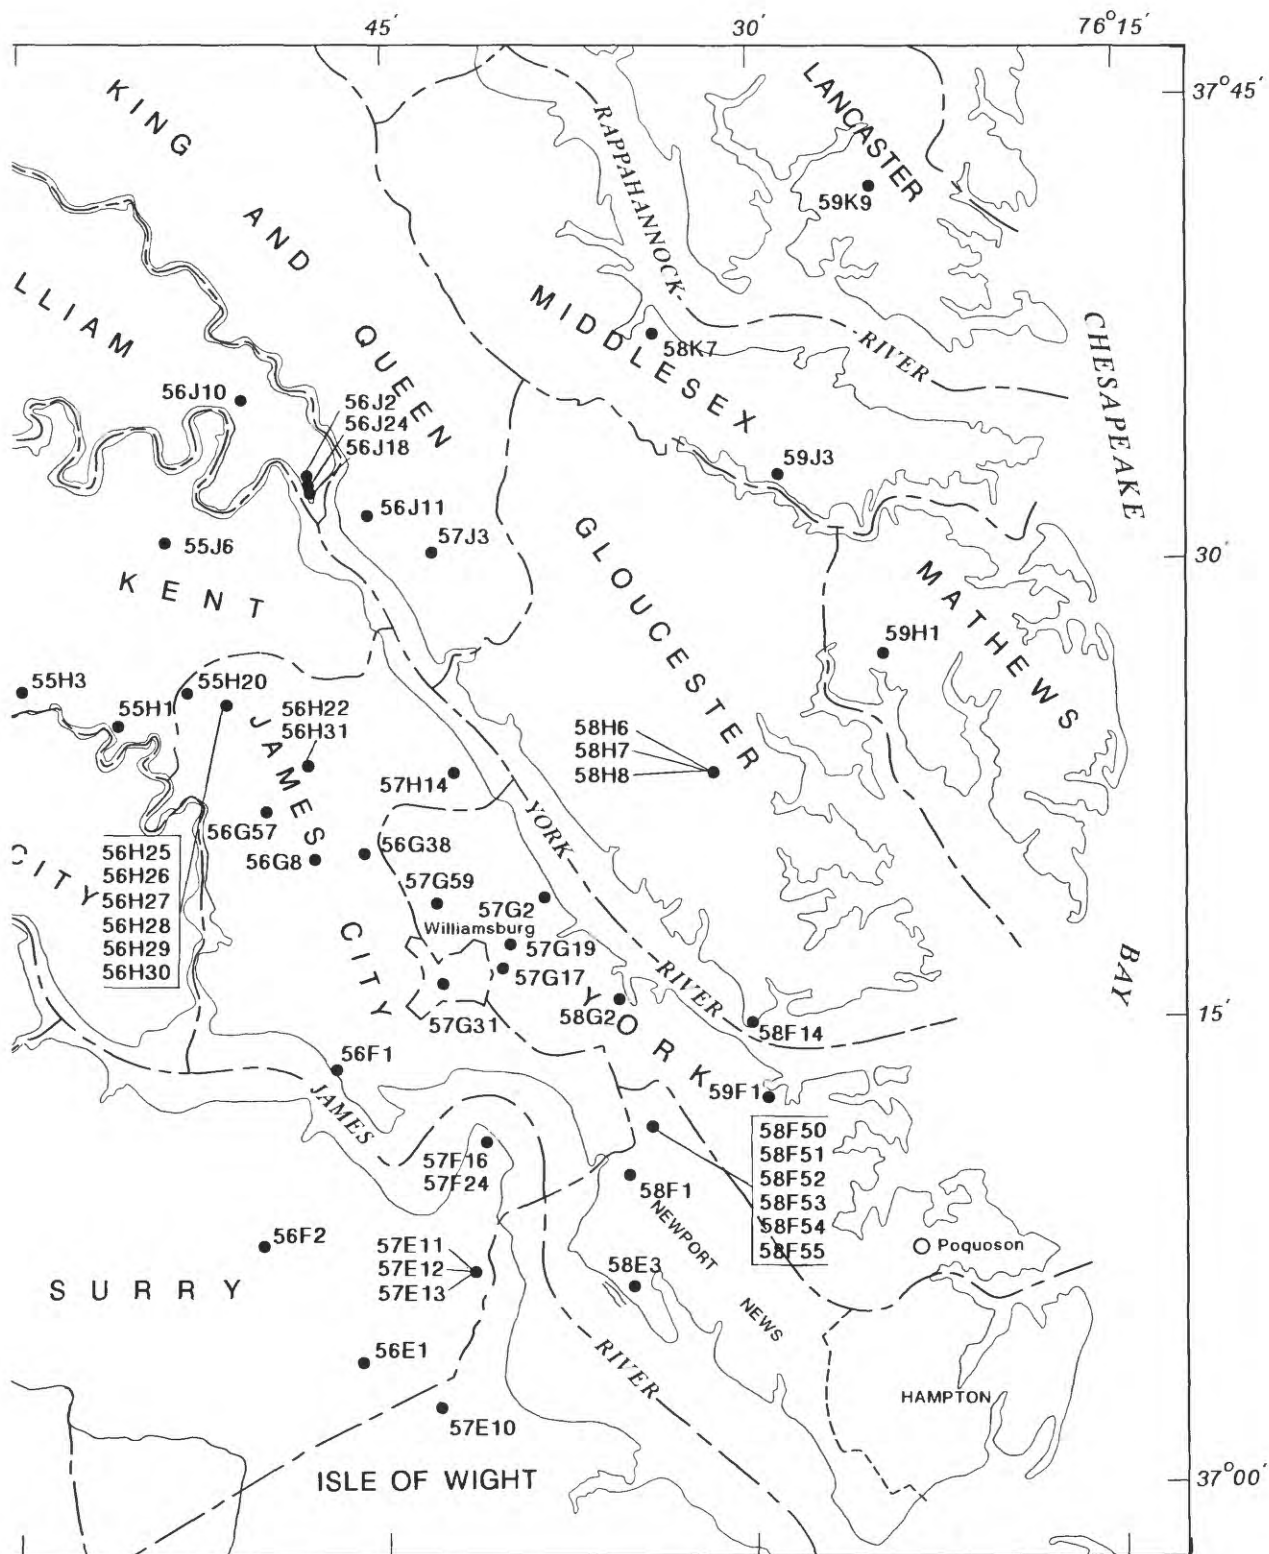 45′
30′
76°15′
37°45′
KING
AND
QUEEN
LLIAM
RAPPAHANNOCK-
-RIVER
LANCASTER
59K9
MIDDLESEX
58K7
CHESAPEAKE
BAY
56J10
56J2
56J24
56J18
59J3
56J11
57J3
55J6
KENT
GLOUCESTER
30′
MATHEWS
59H1
55H3
55H1
55H20
56H22
56H31
JAMES
CITY
58H6
58H7
58H8
57H14
YORK
RIVER
56G57
56G8
56G38
CITY
56H25
56H26
56H27
56H28
56H29
56H30
57G59
57G2
Williamsburg
57G19
57G17
57G31
58G2
YORK
58F14
15′
56F1
JAMES
RIVER
59F1
57F16
57F24
58F1
58F50
58F51
58F52
58F53
58F54
58F55
NEWPORT
NEWS
56F2
57E11
57E12
57E13
58E3
Poquoson
SURRY
56E1
HAMPTON
57E10
ISLE OF WIGHT
37°00′